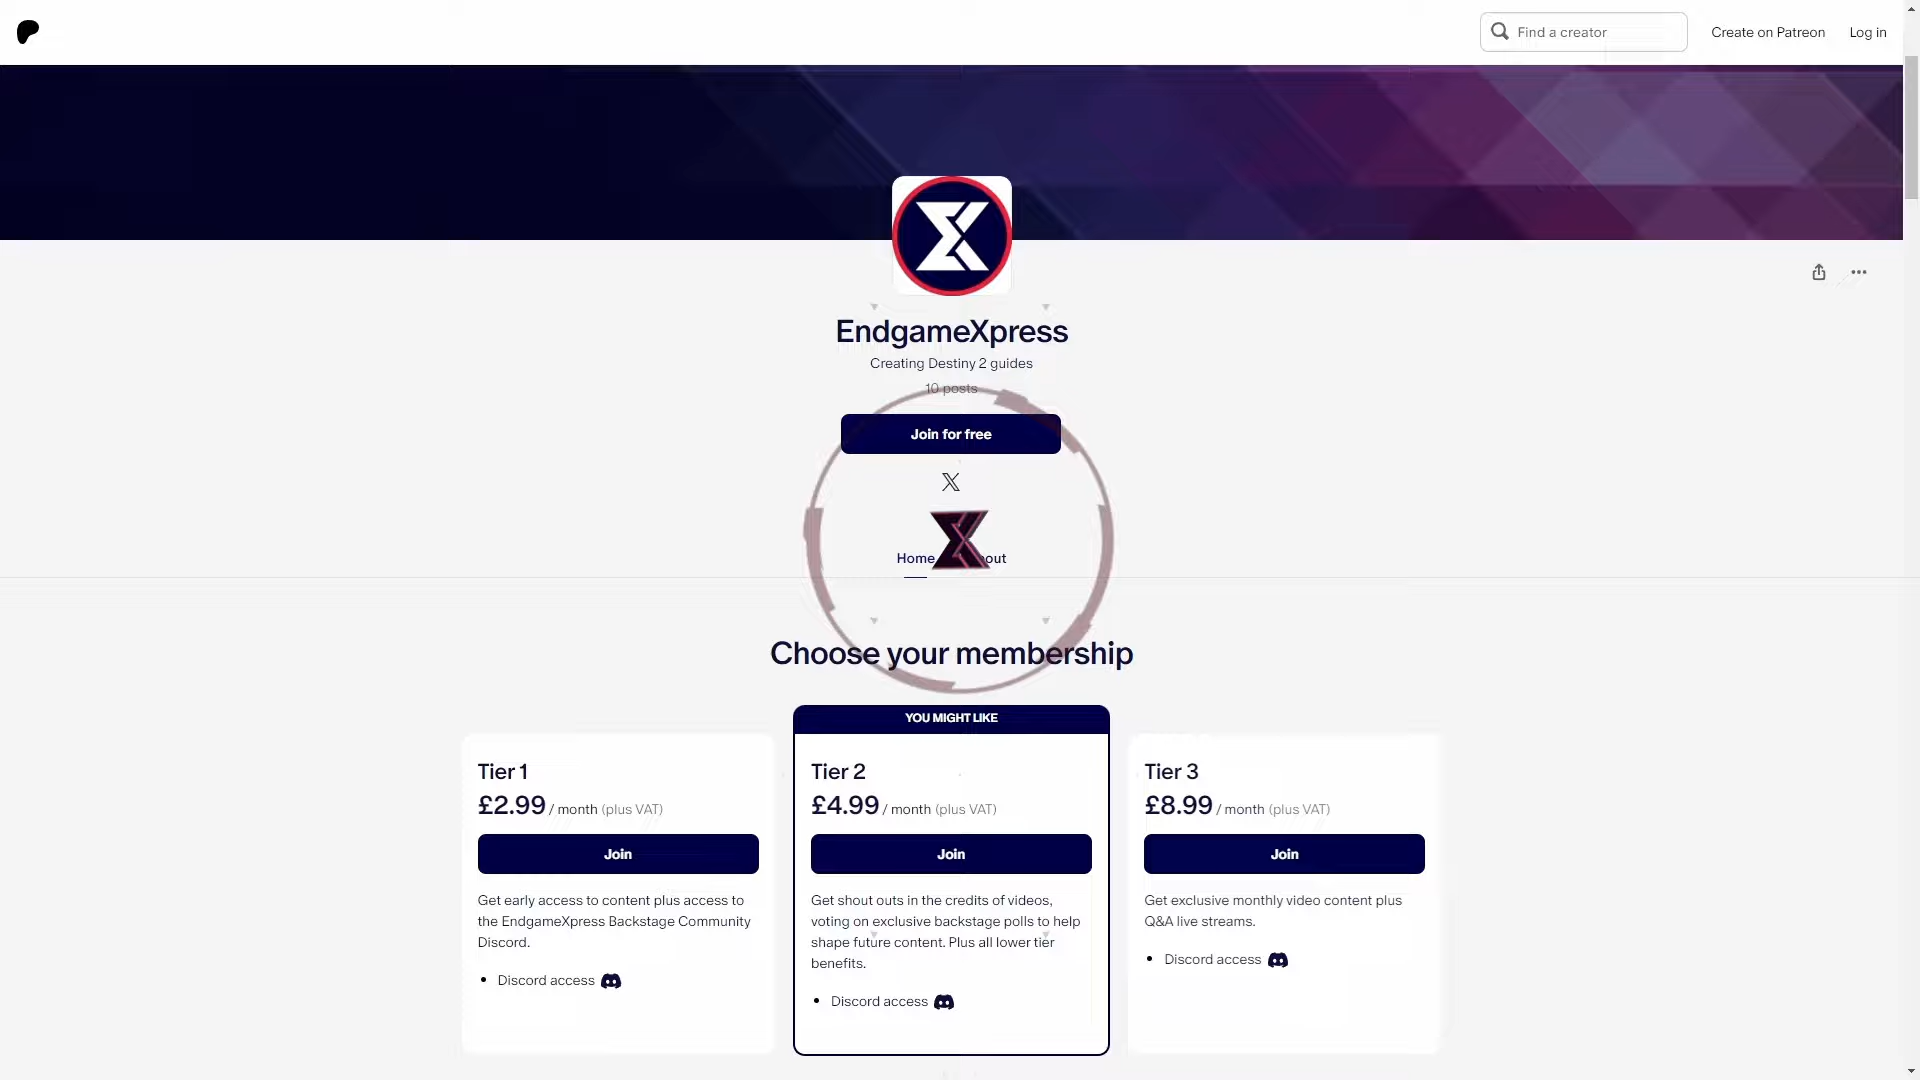 Find a creator
Create on Patreon
Log in
EndgameXpress
Creating Destiny 2 guides
10 posts
Join for free
Home
Choose your membership
YOU MIGHT LIKE
Tier 1
£2.99 / month (plus VAT)
Join
Get early access to content plus access to
the EndgameXpress Backstage Community
Discord.
• Discord access
Tier 2
£4.99 / month (plus VAT)
Join
Get shout outs in the credits of videos,
voting on exclusive backstage polls to help
shape future content. Plus all lower tier
benefits.
• Discord access
Tier 3
£8.99 / month (plus VAT)
Join
Get exclusive monthly video content plus
Q&A live streams.
• Discord access